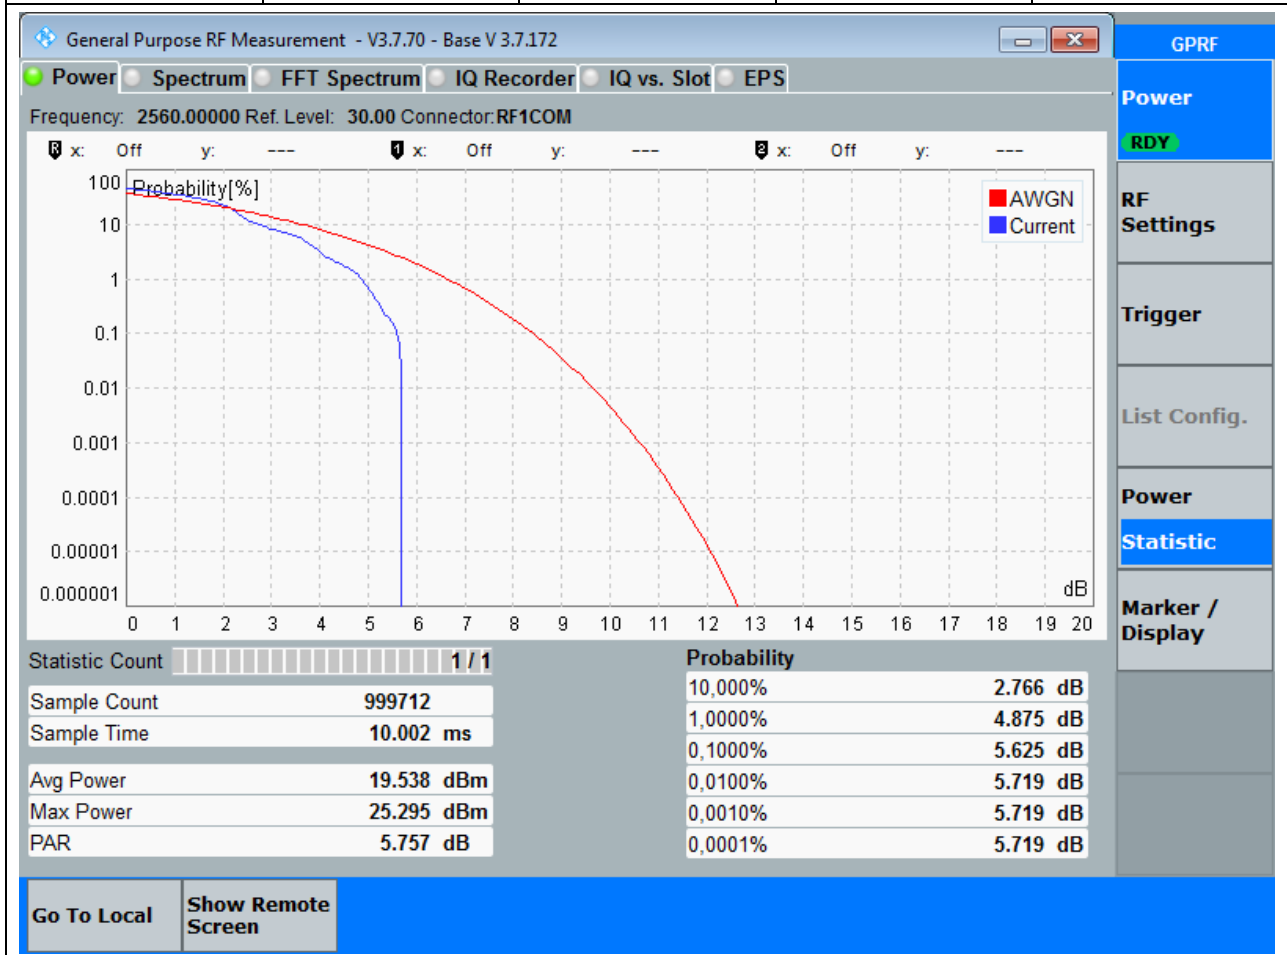 General Purpose RF Measurement - V3.7.70 - Base V 3.7.172
GPRF
Power Spectrum FFT Spectrum IQ Recorder IQ vs. Slot EPS
Frequency: 2560.00000 Ref. Level: 30.00 Connector:RF1COM
R x: Off y: --- 1 x: Off y: --- 2 x: Off y: ---
Probability[%]
AWGN
Current
100
10
1
0.1
0.01
0.001
0.0001
0.00001
0.000001
dB
0 1 2 3 4 5 6 7 8 9 10 11 12 13 14 15 16 17 18 19 20
Statistic Count 1 / 1
Sample Count 999712
Sample Time 10.002 ms
Avg Power 19.538 dBm
Max Power 25.295 dBm
PAR 5.757 dB
Probability
10,000% 2.766 dB
1,0000% 4.875 dB
0,1000% 5.625 dB
0,0100% 5.719 dB
0,0010% 5.719 dB
0,0001% 5.719 dB
Power
RDY
RF
Settings
Trigger
List Config.
Power
Statistic
Marker /
Display
Go To Local
Show Remote
Screen